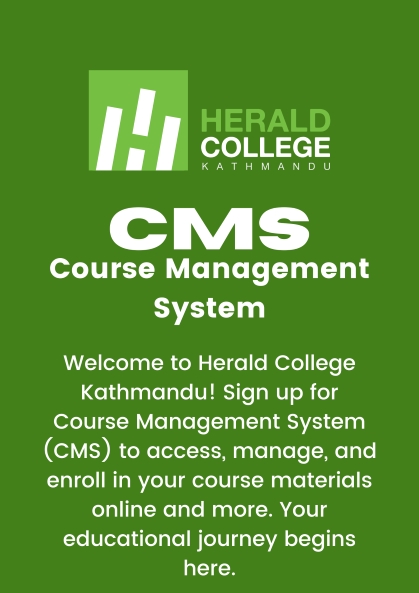 HERALD
COLLEGE
KATHMANDU
CMS
Course Management
System
Welcome to Herald College
Kathmandu! Sign up for
Course Management System
(CMS) to access, manage, and
enroll in your course materials
online and more. Your
educational journey begins
here.